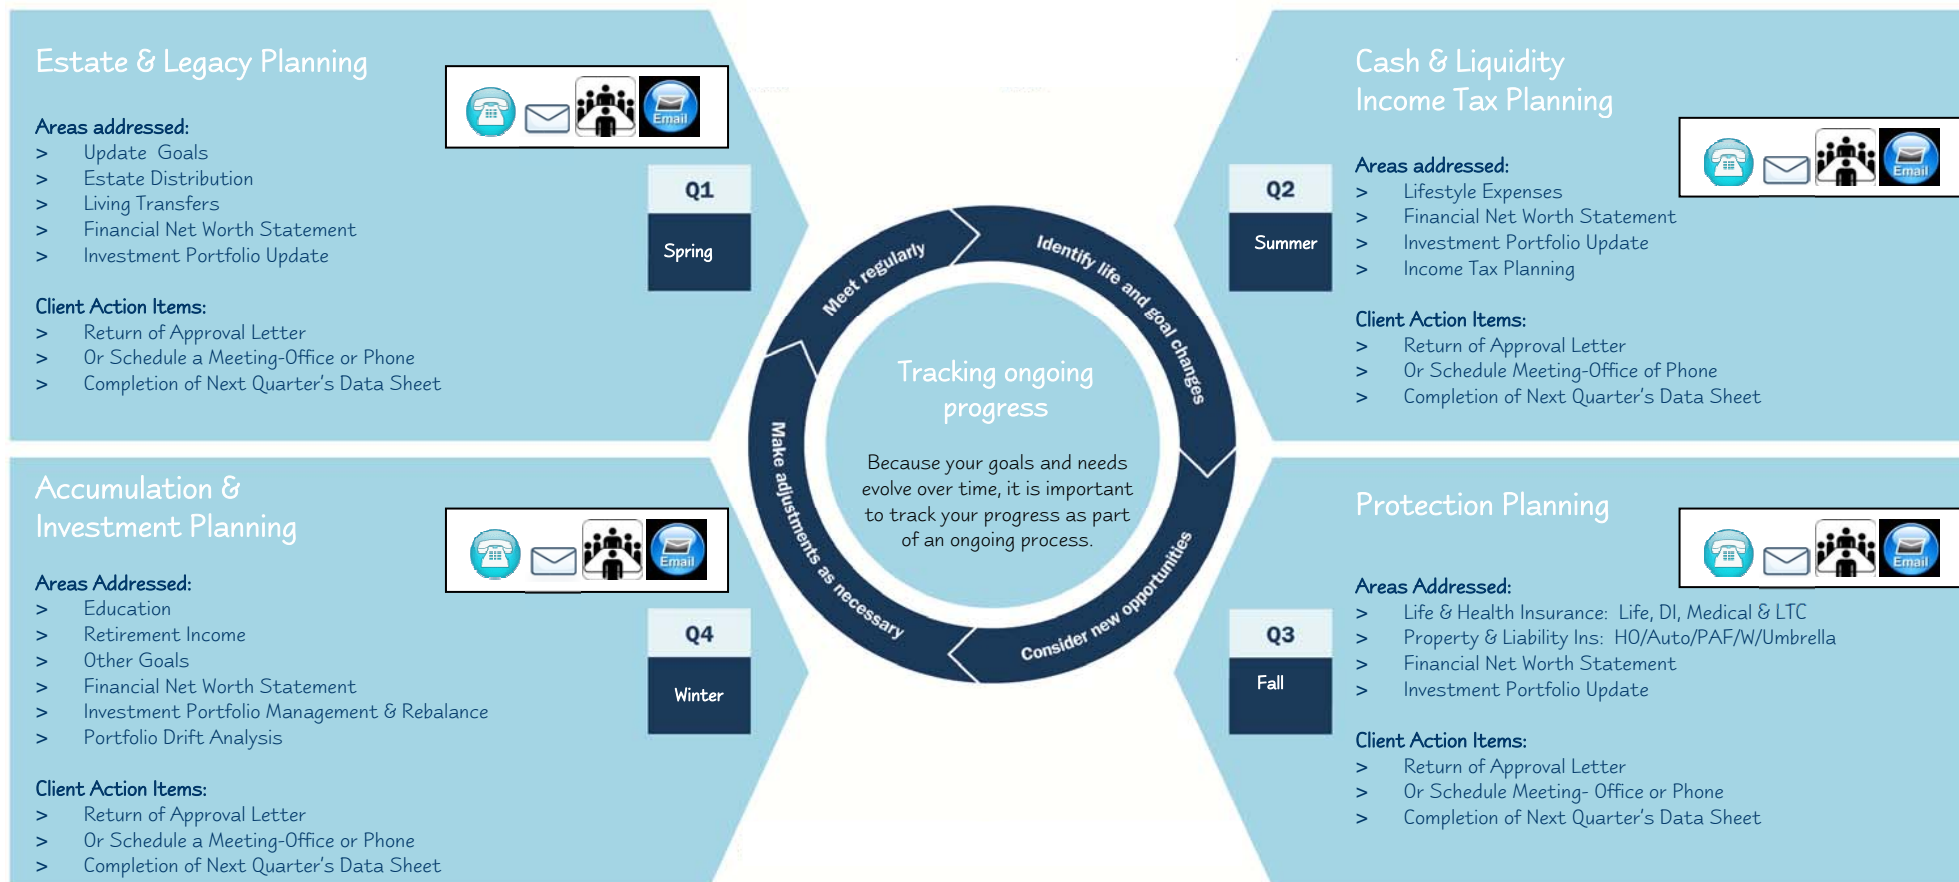 Estate & Legacy Planning
Email
Areas addressed:
> Update Goals
> Estate Distribution
> Living Transfers
> Financial Net Worth Statement
> Investment Portfolio Update
Client Action Items:
> Return of Approval Letter
> Or Schedule a Meeting-Office or Phone
> Completion of Next Quarter's Data Sheet
Q1
Spring
Cash & Liquidity
Income Tax Planning
Email
Areas addressed:
> Lifestyle Expenses
> Financial Net Worth Statement
> Investment Portfolio Update
> Income Tax Planning
Client Action Items:
> Return of Approval Letter
> Or Schedule Meeting-Office of Phone
> Completion of Next Quarter's Data Sheet
Q2
Summer
Meet regularly
Identify life and goal changes
Consider new opportunities
Make adjustments as necessary
Tracking ongoing
progress
Because your goals and needs
evolve over time, it is important
to track your progress as part
of an ongoing process.
Accumulation &
Investment Planning
Email
Areas Addressed:
> Education
> Retirement Income
> Other Goals
> Financial Net Worth Statement
> Investment Portfolio Management & Rebalance
> Portfolio Drift Analysis
Client Action Items:
> Return of Approval Letter
> Or Schedule a Meeting-Office or Phone
> Completion of Next Quarter's Data Sheet
Q4
Winter
Protection Planning
Email
Areas Addressed:
> Life & Health Insurance: Life, DI, Medical & LTC
> Property & Liability Ins: HO/Auto/PAF/W/Umbrella
> Financial Net Worth Statement
> Investment Portfolio Update
Client Action Items:
> Return of Approval Letter
> Or Schedule Meeting- Office or Phone
> Completion of Next Quarter's Data Sheet
Q3
Fall